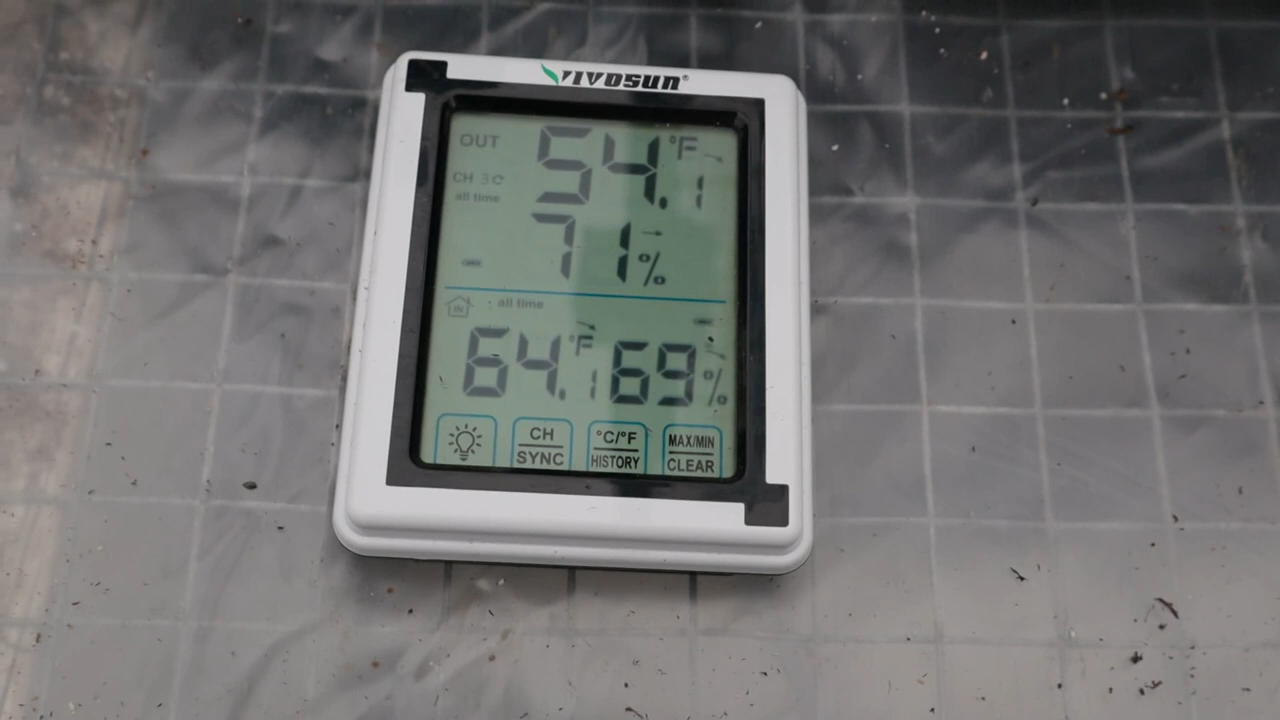 VIVOSUN®
OUT 54.1 °F
CH 3
all time
71%
IN all time
64.1 °F 69%
CH SYNC
°C/°F HISTORY
MAX/MIN CLEAR